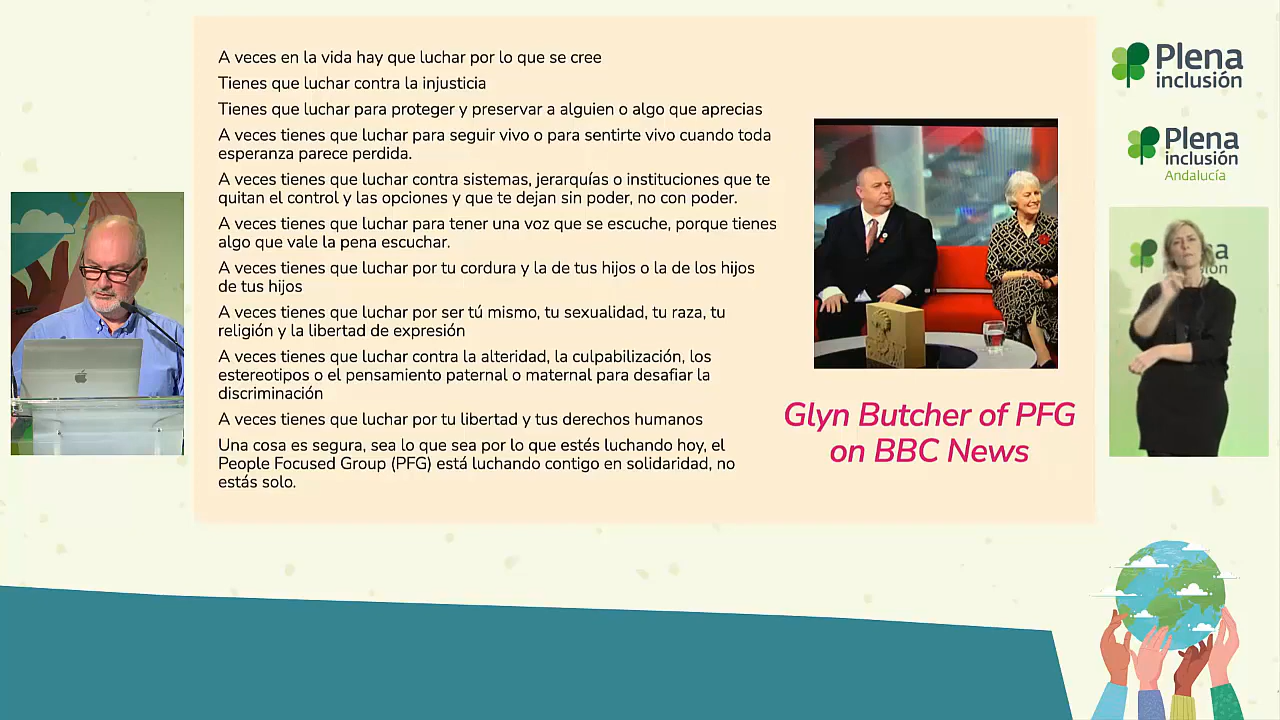 A veces en la vida hay que luchar por lo que se cree
Tienes que luchar contra la injusticia
Tienes que luchar para proteger y preservar a alguien o algo que aprecias
A veces tienes que luchar para seguir vivo o para sentirte vivo cuando toda
esperanza parece perdida.
A veces tienes que luchar contra sistemas, jerarquías o instituciones que te
quitan el control y las opciones y que te dejan sin poder, no con poder.
A veces tienes que luchar para tener una voz que se escuche, porque tienes
algo que vale la pena escuchar.
A veces tienes que luchar por tu cordura y la de tus hijos o la de los hijos
de tus hijos
A veces tienes que luchar por ser tú mismo, tu sexualidad, tu raza, tu
religión y la libertad de expresión
A veces tienes que luchar contra la alteridad, la culpabilización, los
estereotipos o el pensamiento paternal o maternal para desafiar la
discriminación
A veces tienes que luchar por tu libertad y tus derechos humanos
Una cosa es segura, sea lo que sea por lo que estés luchando hoy, el
People Focused Group (PFG) está luchando contigo en solidaridad, no
estás solo.
Glyn Butcher of PFG
on BBC News
Plena
inclusión
Plena
inclusión
Andalucía